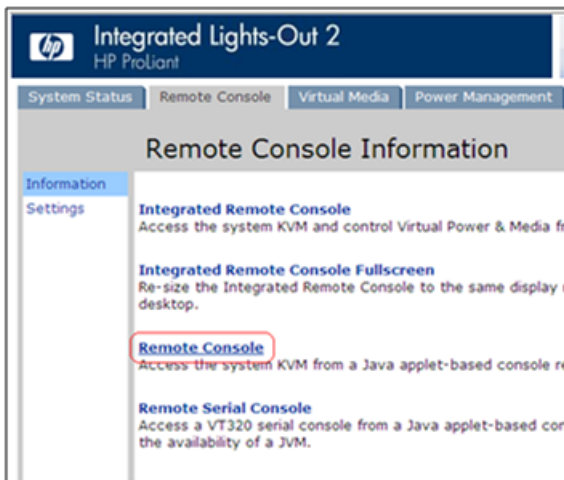 hp
Integrated Lights-Out 2
HP ProLiant
System Status Remote Console Virtual Media Power Management
Remote Console Information
Information
Settings
Integrated Remote Console
Access the system KVM and control Virtual Power & Media
Integrated Remote Console Fullscreen
Re-size the Integrated Remote Console to the same display
desktop.
Remote Console
Access the system KVM from a Java applet-based console
Remote Serial Console
Access a VT320 serial console from a Java applet-based
the availability of a JVM.